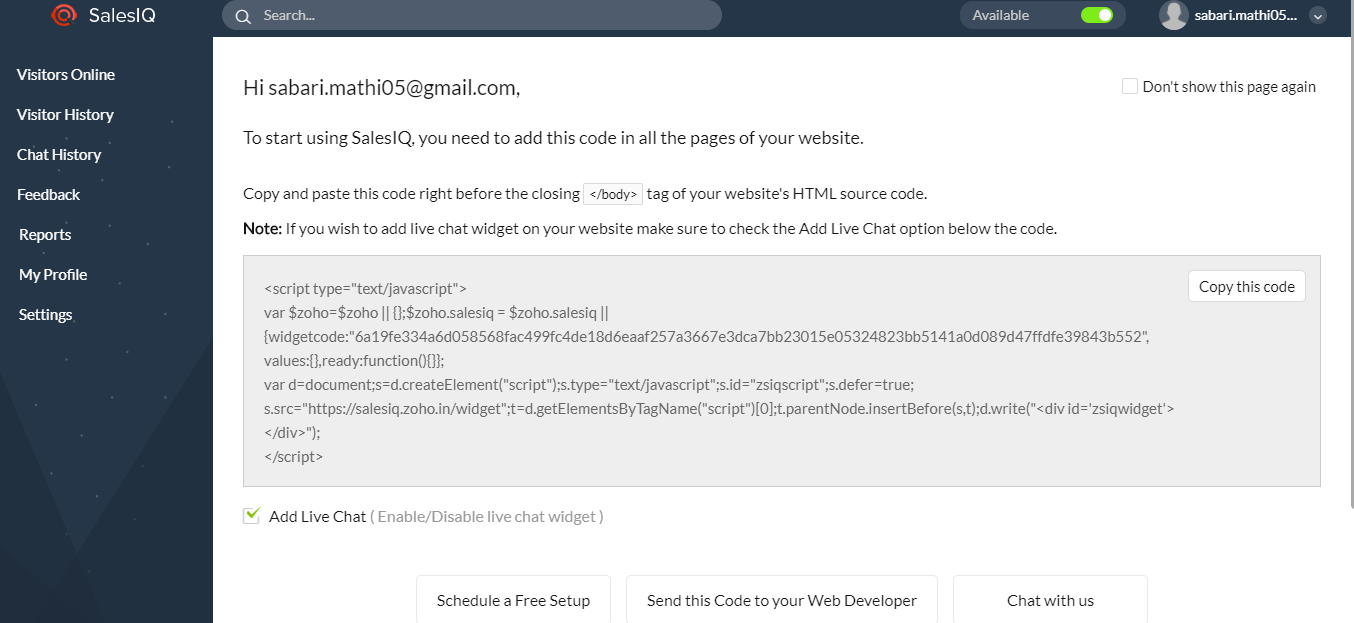 SalesIQ
Search...
Available
sabari.mathi05...
Visitors Online
Visitor History
Chat History
Feedback
Reports
My Profile
Settings
Hi sabari.mathi05@gmail.com,
Don't show this page again
To start using SalesIQ, you need to add this code in all the pages of your website.
Copy and paste this code right before the closing </body> tag of your website's HTML source code.
Note: If you wish to add live chat widget on your website make sure to check the Add Live Chat option below the code.
Copy this code
<script type="text/javascript">
var $zoho=$zoho || {};$zoho.salesiq = $zoho.salesiq ||
{widgetcode:"6a19fe334a6d058568fac499fc4de18d6eaaf257a3667e3dca7bb23015e05324823bb5141a0d089d47ffdfe39843b552",
values:{},ready:function(){}};
var d=document;s=d.createElement("script");s.type="text/javascript";s.id="zsiqscript";s.defer=true;
s.src="https://salesiq.zoho.in/widget";t=d.getElementsByTagName("script")[0];t.parentNode.insertBefore(s,t);d.write("<div id='zsiqwidget'>
</div>");
</script>
Add Live Chat ( Enable/Disable live chat widget )
Schedule a Free Setup
Send this Code to your Web Developer
Chat with us